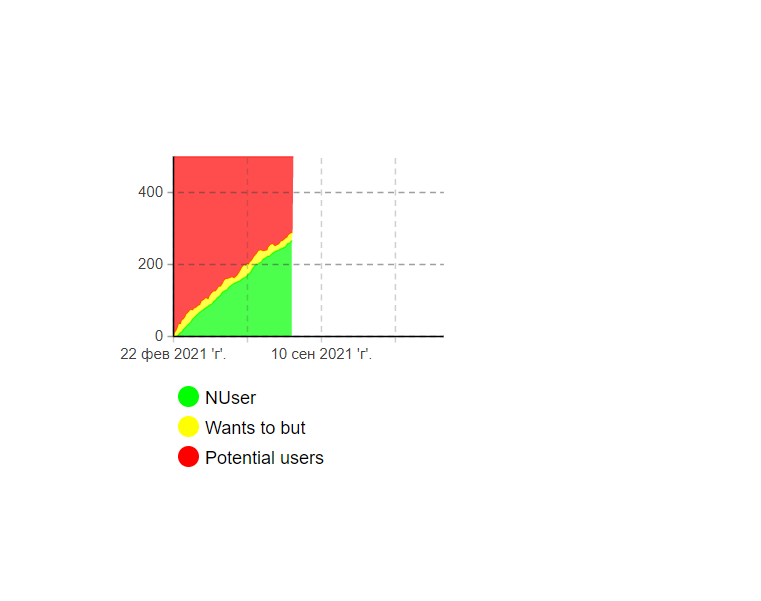 400
200
0
22 фев 2021 'г'. 10 сен 2021 'г'.
NUser
Wants to but
Potential users